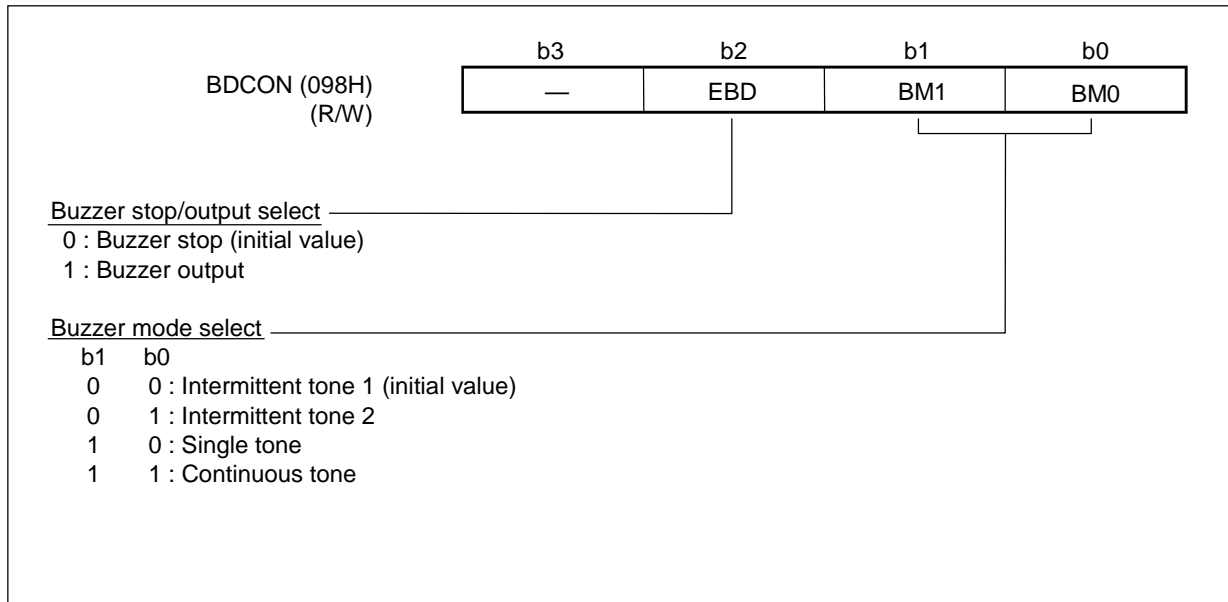 b3 b2 b1 b0
BDCON (098H) — EBD BM1 BM0
(R/W)
Buzzer stop/output select
0 : Buzzer stop (initial value)
1 : Buzzer output
Buzzer mode select
b1 b0
0 0 : Intermittent tone 1 (initial value)
0 1 : Intermittent tone 2
1 0 : Single tone
1 1 : Continuous tone